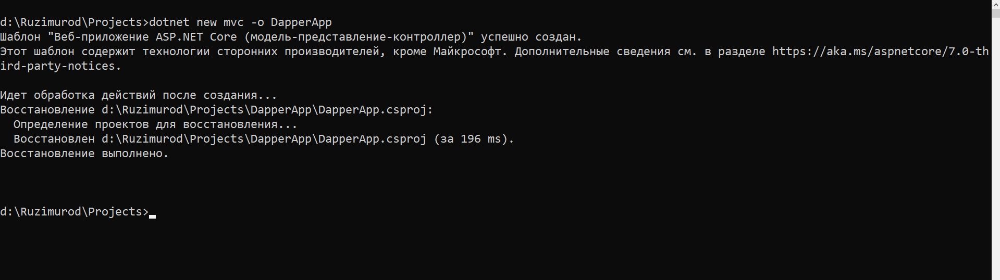 d:\Ruzimurod\Projects>dotnet new mvc -o DapperApp
Шаблон "Веб-приложение ASP.NET Core (модель-представление-контроллер)" успешно создан.
Этот шаблон содержит технологии сторонних производителей, кроме Майкрософт. Дополнительные сведения см. в разделе https://aka.ms/aspnetcore/7.0-th
ird-party-notices.
Идет обработка действий после создания...
Восстановление d:\Ruzimurod\Projects\DapperApp\DapperApp.csproj:
  Определение проектов для восстановления...
  Восстановлен d:\Ruzimurod\Projects\DapperApp\DapperApp.csproj (за 196 ms).
Восстановление выполнено.
d:\Ruzimurod\Projects>